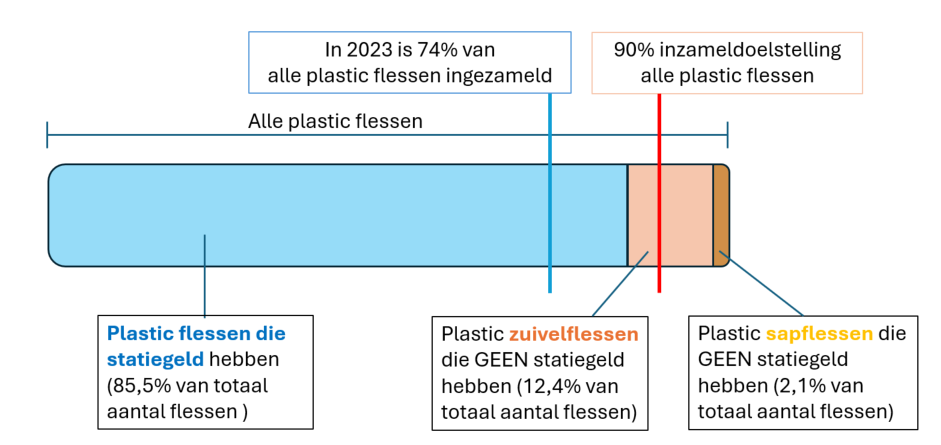 In 2023 is 74% van
alle plastic flessen ingezameld
90% inzameldoelstelling
alle plastic flessen
Alle plastic flessen
Plastic flessen die
statiegeld hebben
(85,5% van totaal
aantal flessen )
Plastic zuivelflessen
die GEEN statiegeld
hebben (12,4% van
totaal aantal flessen)
Plastic sapflessen die
GEEN statiegeld
hebben (2,1% van
totaal aantal flessen)